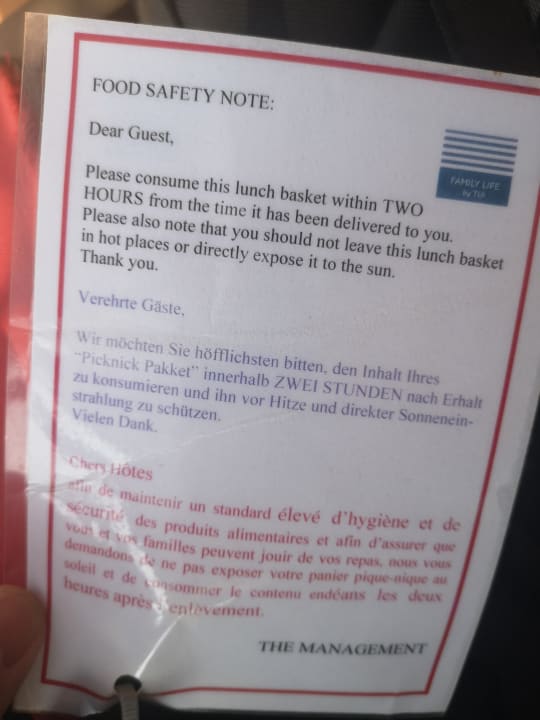 FOOD SAFETY NOTE:
Dear Guest,
FAMILY LIFE
by TUI
Please consume this lunch basket within TWO
HOURS from the time it has been delivered to you.
Please also note that you should not leave this lunch basket
in hot places or directly expose it to the sun.
Thank you.
Verehrte Gäste,
Wir möchten Sie höfflichsten bitten, den Inhalt Ihres
“Picknick Pakket” innerhalb ZWEI STUNDEN nach Erhalt
zu konsumieren und ihn vor Hitze und direkter Sonnenein-
strahlung zu schützen.
Vielen Dank.
Chers Hôtes
afin de maintenir un standard élevé d’hygiène et de
sécurité des produits alimentaires et afin d’assurer que
vous et vos familles peuvent jouir de vos repas, nous vous
demandons de ne pas exposer votre panier pique-nique au
soleil et de consommer le contenu endéans les deux
heures après l’enlèvement.
THE MANAGEMENT